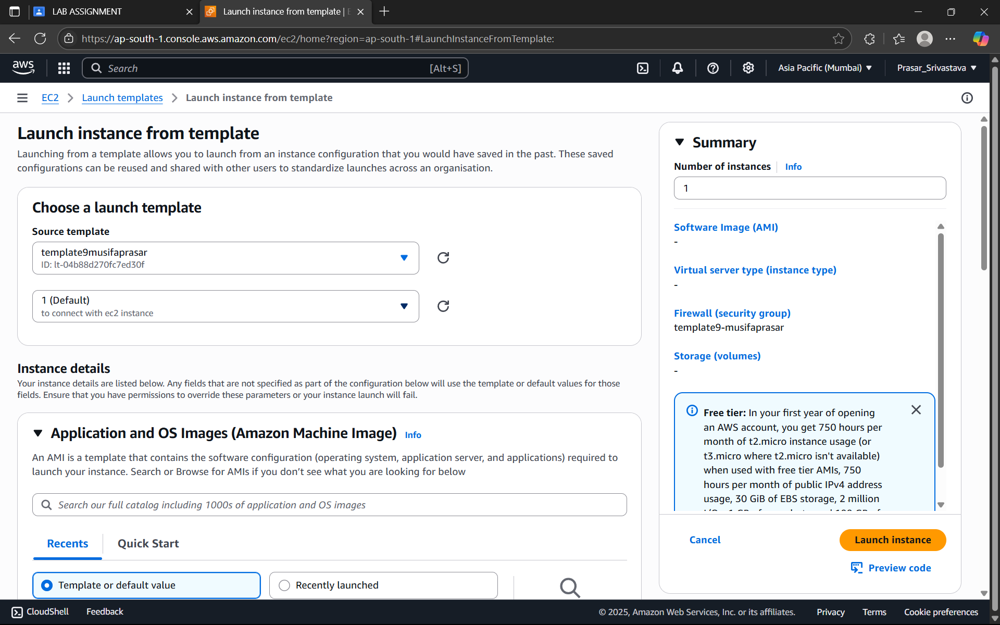 LAB ASSIGNMENT
Launch instance from template | E
https://ap-south-1.console.aws.amazon.com/ec2/home?region=ap-south-1#LaunchInstanceFromTemplate:
aws
Search
[Alt+S]
Asia Pacific (Mumbai)
Prasar_Srivastava
EC2
Launch templates
Launch instance from template
Launch instance from template
Launching from a template allows you to launch from an instance configuration that you would have saved in the past. These saved
configurations can be reused and shared with other users to standardize launches across an organisation.
Choose a launch template
Source template
template9musifaprasar
ID: lt-04b88d270fc7ed30f
1 (Default)
to connect with ec2 instance
Instance details
Your instance details are listed below. Any fields that are not specified as part of the configuration below will use the template or default values for those
fields. Ensure that you have permissions to override these parameters or your instance launch will fail.
Application and OS Images (Amazon Machine Image)
Info
An AMI is a template that contains the software configuration (operating system, application server, and applications) required to
launch your instance. Search or Browse for AMIs if you don’t see what you are looking for below
Search our full catalog including 1000s of application and OS images
Recents
Quick Start
Template or default value
Recently launched
Summary
Number of instances
Info
1
Software Image (AMI)
-
Virtual server type (instance type)
-
Firewall (security group)
template9-musifaprasar
Storage (volumes)
-
Free tier: In your first year of opening
an AWS account, you get 750 hours per
month of t2.micro instance usage (or
t3.micro where t2.micro isn't available)
when used with free tier AMIs, 750
hours per month of public IPv4 address
usage, 30 GiB of EBS storage, 2 million
Cancel
Launch instance
Preview code
CloudShell
Feedback
© 2025, Amazon Web Services, Inc. or its affiliates.
Privacy
Terms
Cookie preferences